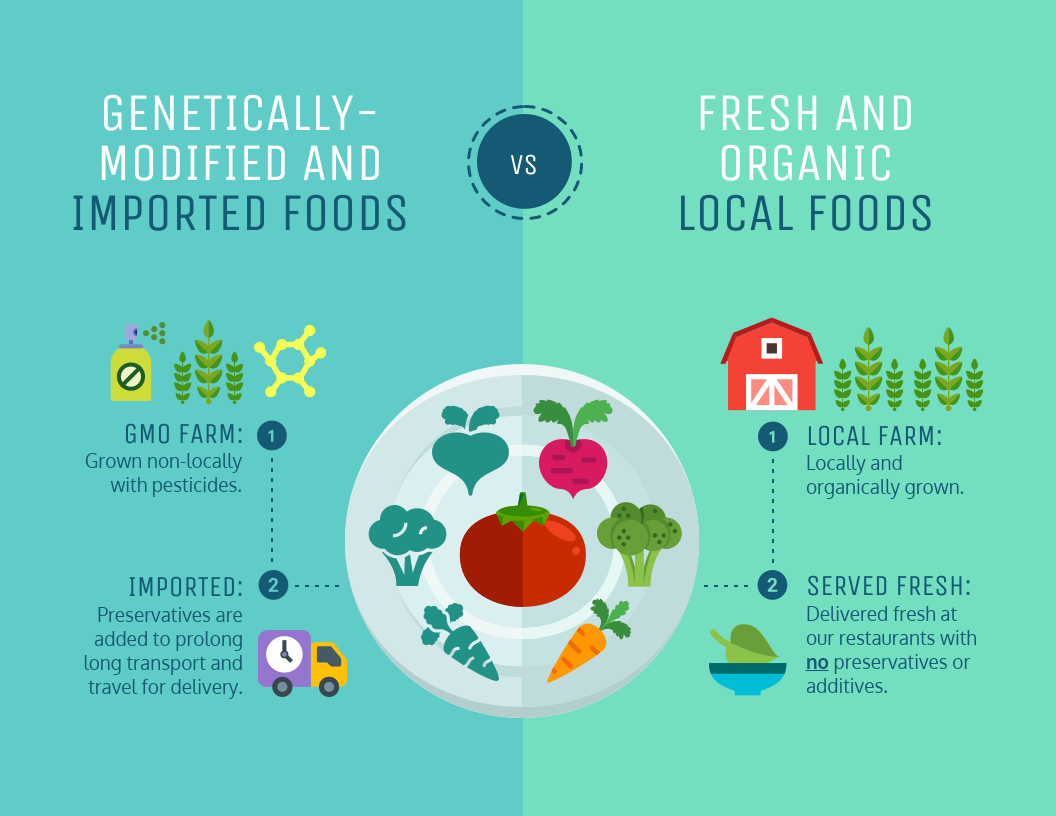 GENETICALLY-
MODIFIED AND
IMPORTED FOODS
VS
FRESH AND
ORGANIC
LOCAL FOODS
GMO FARM:
1
Grown non-locally
with pesticides.
IMPORTED:
2
Preservatives are
added to prolong
long transport and
travel for delivery.
1
LOCAL FARM:
Locally and
organically grown.
2
SERVED FRESH:
Delivered fresh at
our restaurants with
no preservatives or
additives.